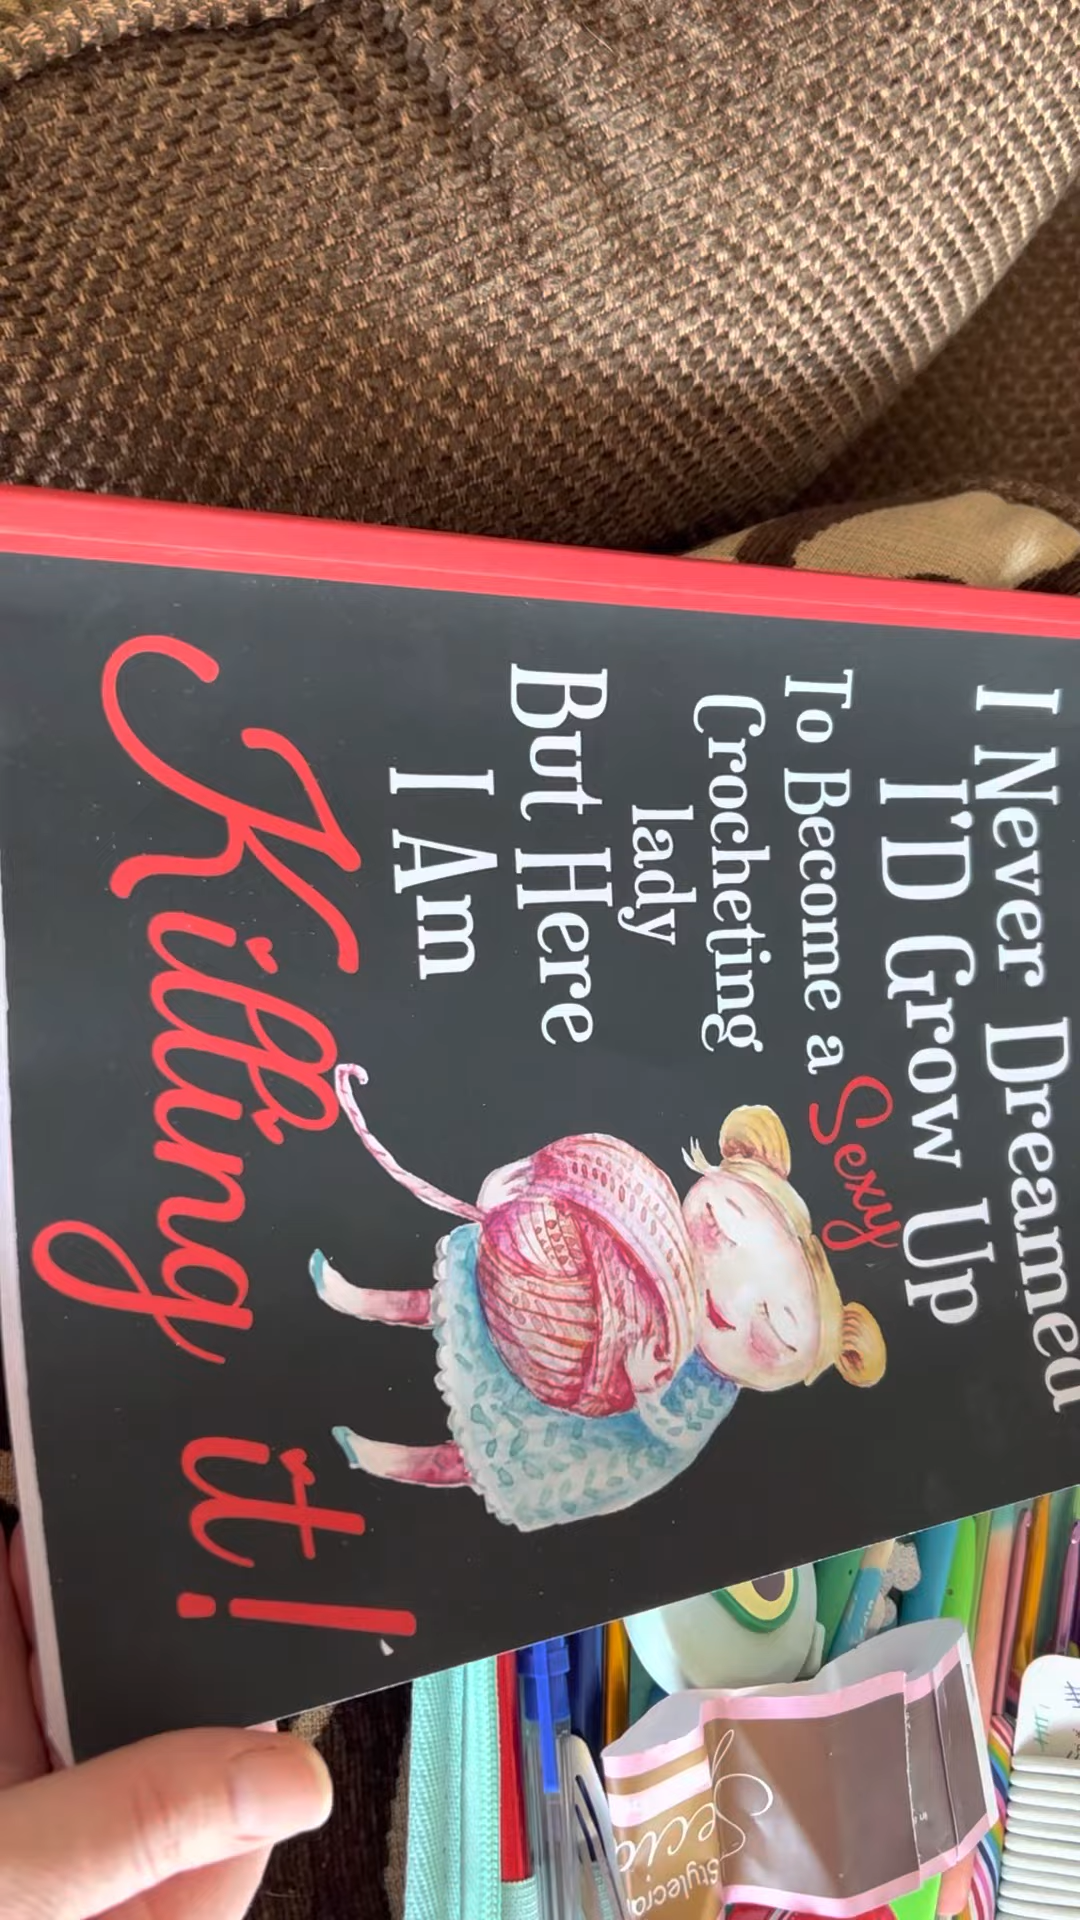 I Never Dreamed
I'D Grow Up
To Become a Sexy
Crocheting
lady
But Here
I Am
Killing it!